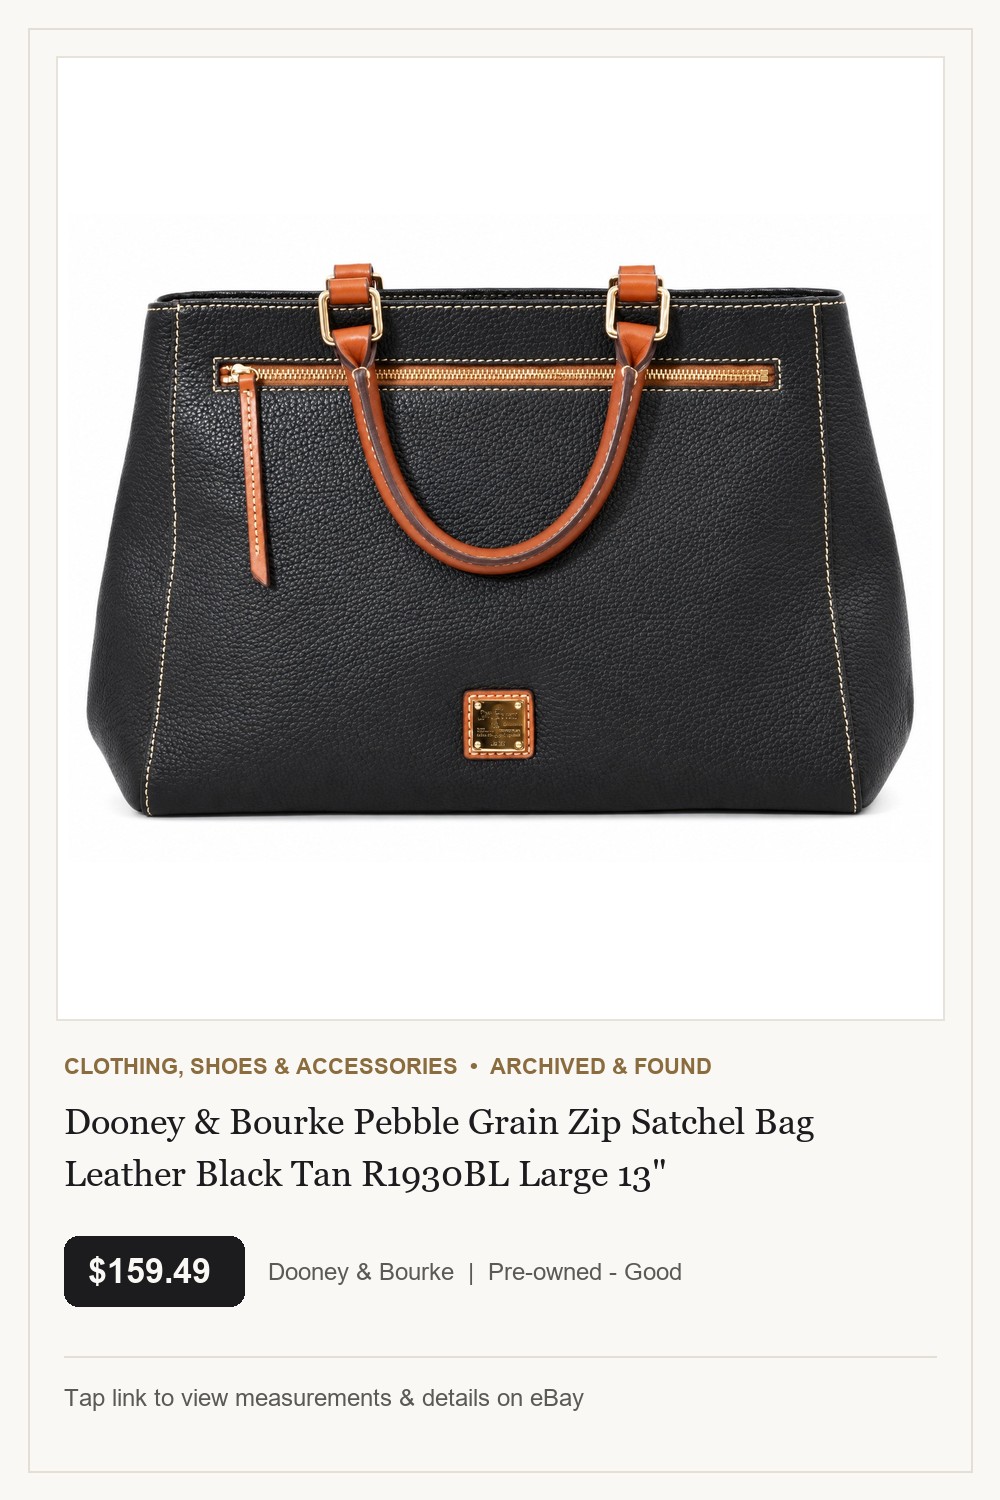 CLOTHING, SHOES & ACCESSORIES • ARCHIVED & FOUND
Dooney & Bourke Pebble Grain Zip Satchel Bag
Leather Black Tan R1930BL Large 13"
$159.49
Dooney & Bourke | Pre-owned - Good
Tap link to view measurements & details on eBay